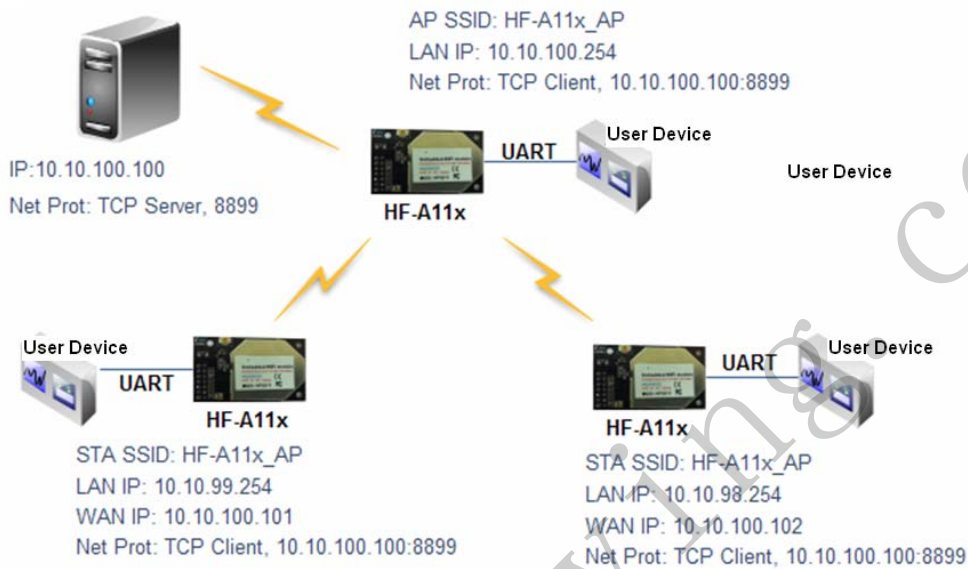 AP SSID: HF-A11x_AP
LAN IP: 10.10.100.254
Net Prot: TCP Client, 10.10.100.100:8899
IP:10.10.100.100
Net Prot: TCP Server, 8899
UART
User Device
User Device
HF-A11x
User Device
UART
HF-A11x
STA SSID: HF-A11x_AP
LAN IP: 10.10.99.254
WAN IP: 10.10.100.101
Net Prot: TCP Client, 10.10.100.100:8899
UART
User Device
HF-A11x
STA SSID: HF-A11x_AP
LAN IP: 10.10.98.254
WAN IP: 10.10.100.102
Net Prot: TCP Client, 10.10.100.100:8899